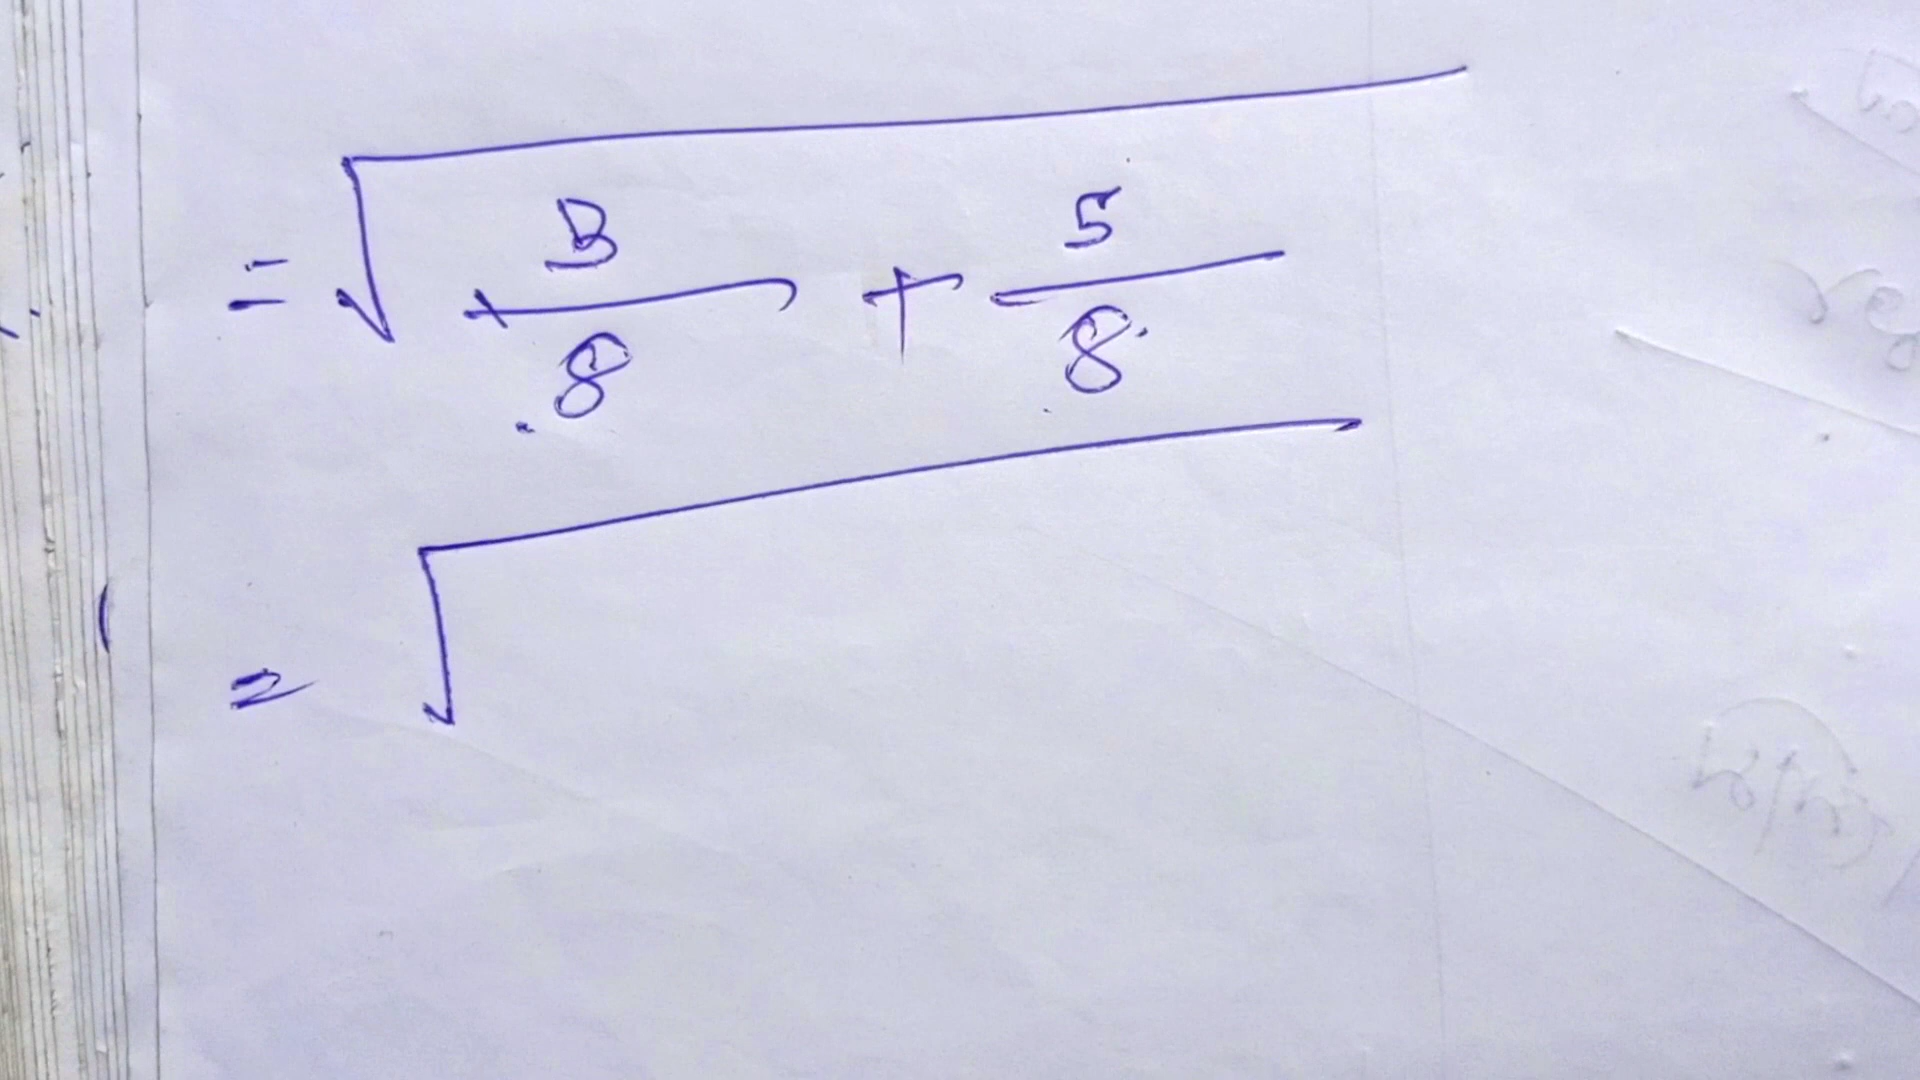 = √(3/8 + 5/8)
= √